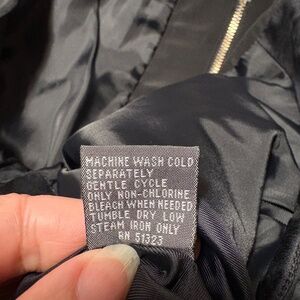 MACHINE WASH COLD
SEPARATELY
GENTLE CYCLE
ONLY NON-CHLORINE
BLEACH WHEN NEEDED
TUMBLE DRY LOW
STEAM IRON ONLY
RN 51323